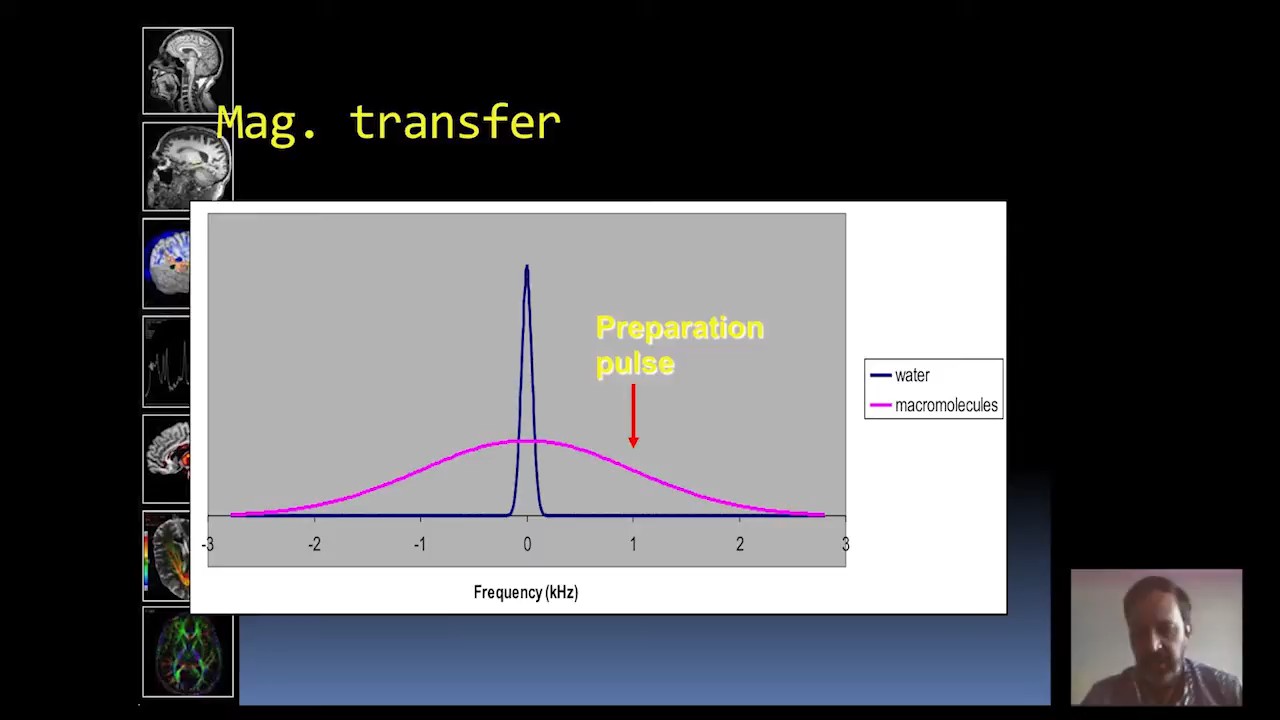 Mag. transfer
Preparation
pulse
water
macromolecules
-3 -2 -1 0 1 2 3
Frequency (kHz)